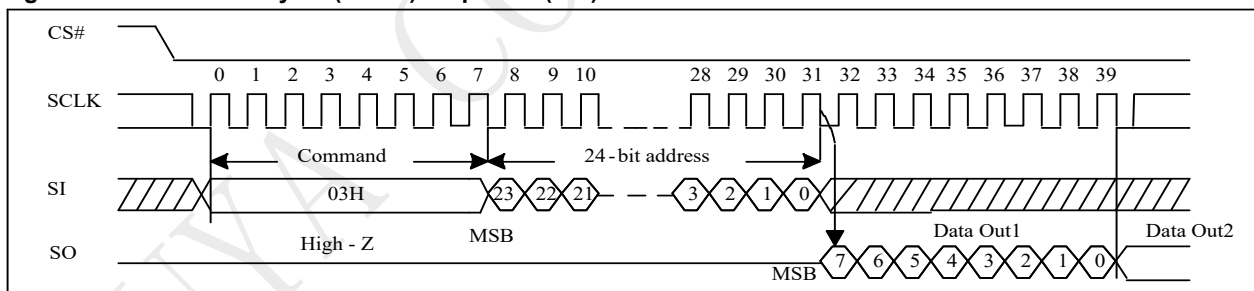 CS#
0 1 2 3 4 5 6 7 8 9 10 28 29 30 31 32 33 34 35 36 37 38 39
SCLK
Command 24-bit address
SI 03H 23 22 21 3 2 1 0
High - Z MSB Data Out1 Data Out2
SO MSB 7 6 5 4 3 2 1 0